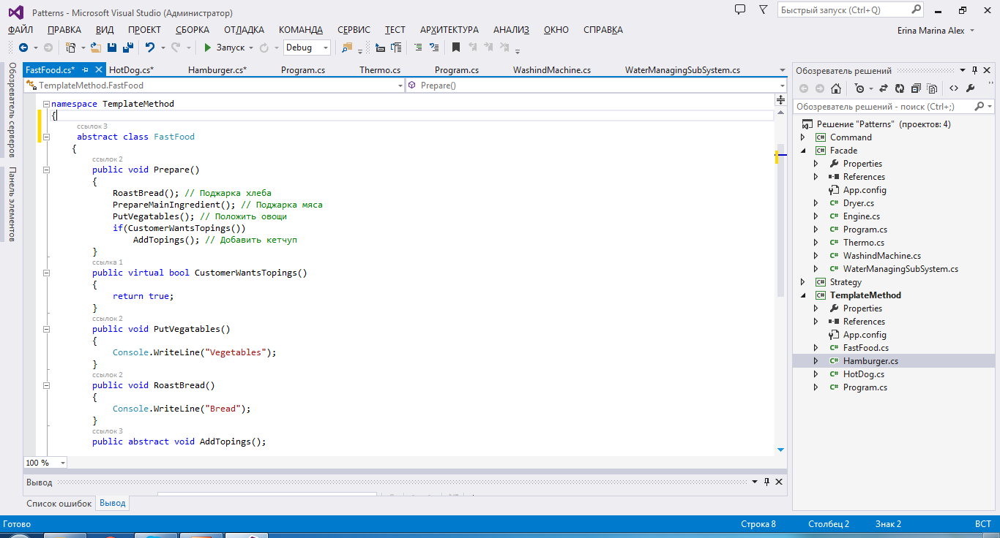 Patterns - Microsoft Visual Studio (Администратор)
Быстрый запуск (Ctrl+Q)
ФАЙЛ ПРАВКА ВИД ПРОЕКТ СБОРКА ОТЛАДКА КОМАНДА СЕРВИС ТЕСТ АРХИТЕКТУРА АНАЛИЗ ОКНО СПРАВКА
Erina Marina Alex
Запуск Debug
Обозреватель серверов
Панель элементов
FastFood.cs* HotDog.cs* Hamburger.cs* Program.cs Thermo.cs Program.cs WashindMachine.cs WaterManagingSubSystem.cs
TemplateMethod.FastFood Prepare()
namespace TemplateMethod
{
ссылок 3
abstract class FastFood
{
ссылок 2
public void Prepare()
{
RoastBread(); // Поджарка хлеба
PrepareMainIngredient(); // Поджарка мяса
PutVegatables(); // Положить овощи
if(CustomerWantsTopings())
AddTopings(); // Добавить кетчуп
}
ссылка 1
public virtual bool CustomerWantsTopings()
{
return true;
}
ссылок 2
public void PutVegatables()
{
Console.WriteLine("Vegetables");
}
ссылок 2
public void RoastBread()
{
Console.WriteLine("Bread");
}
ссылок 3
public abstract void AddTopings();
100 %
Вывод
Список ошибок Вывод
Обозреватель решений
Обозреватель решений - поиск (Ctrl+;)
Решение "Patterns" (проектов: 4)
C# Command
C# Facade
Properties
References
App.config
C# Dryer.cs
C# Engine.cs
C# Program.cs
C# Thermo.cs
C# WashindMachine.cs
C# WaterManagingSubSystem.cs
C# Strategy
C# TemplateMethod
Properties
References
App.config
C# FastFood.cs
C# Hamburger.cs
C# HotDog.cs
C# Program.cs
Готово Строка 8 Столбец 2 Знак 2 ВСТ